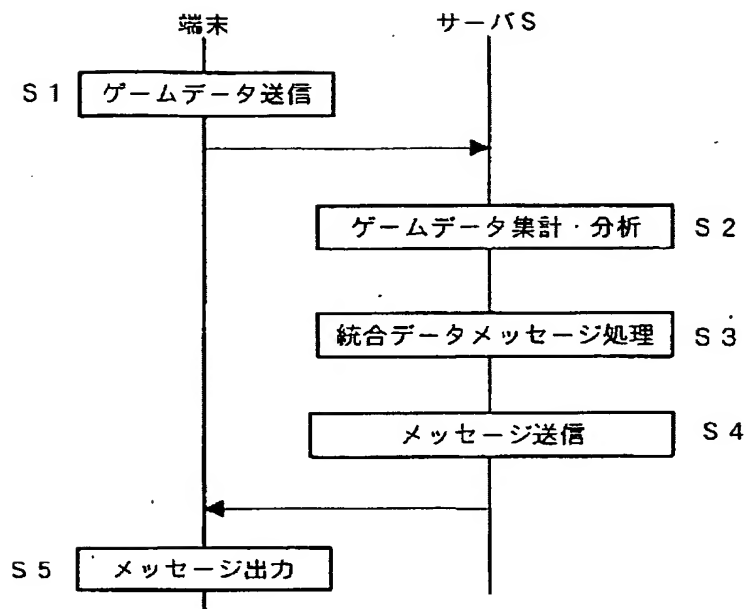 端末 サーバS
S1 ゲームデータ送信
ゲームデータ集計・分析 S2
統合データメッセージ処理 S3
メッセージ送信 S4
S5 メッセージ出力